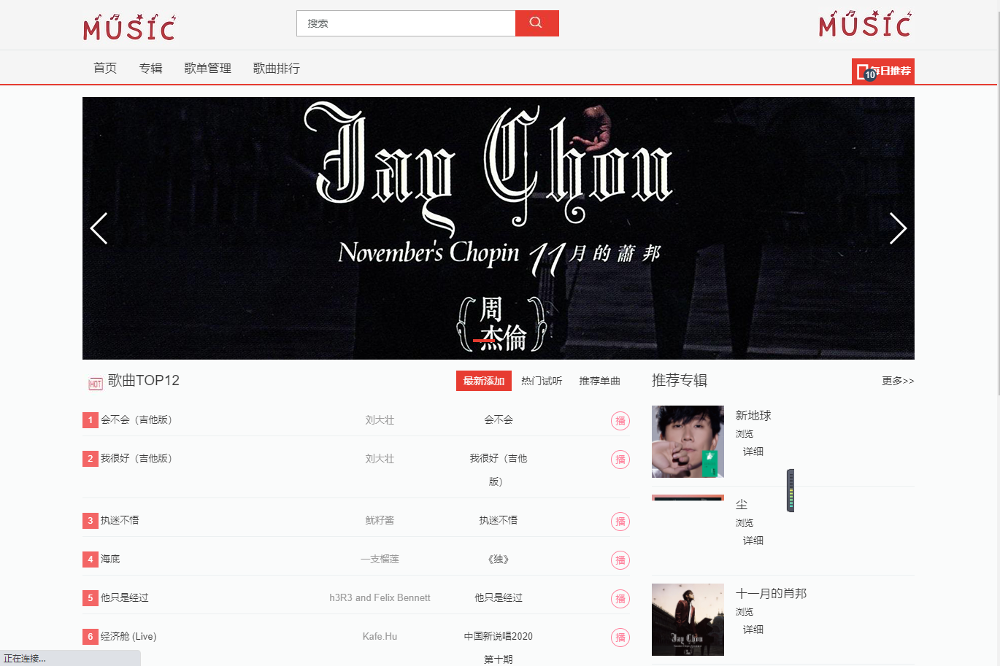 MUSIC
搜索
MUSIC
首页 专辑 歌单管理 歌曲排行
10 每日推荐
Jay Chou
November's Chopin 11月的蕭邦
周
杰倫
HOT 歌曲TOP12 最新添加 热门试听 推荐单曲
1 会不会（吉他版） 刘大壮 会不会 播
2 我很好（吉他版） 刘大壮 我很好（吉他 播
版）
3 执迷不悟 鱿籽酱 执迷不悟 播
4 海底 一支榴莲 《独》 播
5 他只是经过 h3R3 and Felix Bennett 他只是经过 播
6 经济舱 (Live) Kafe.Hu 中国新说唱2020 播
第十期
推荐专辑 更多>>
新地球
浏览
详细
尘
浏览
详细
十一月的肖邦
浏览
详细
Jay Chou
November's Chopin
正在连接...